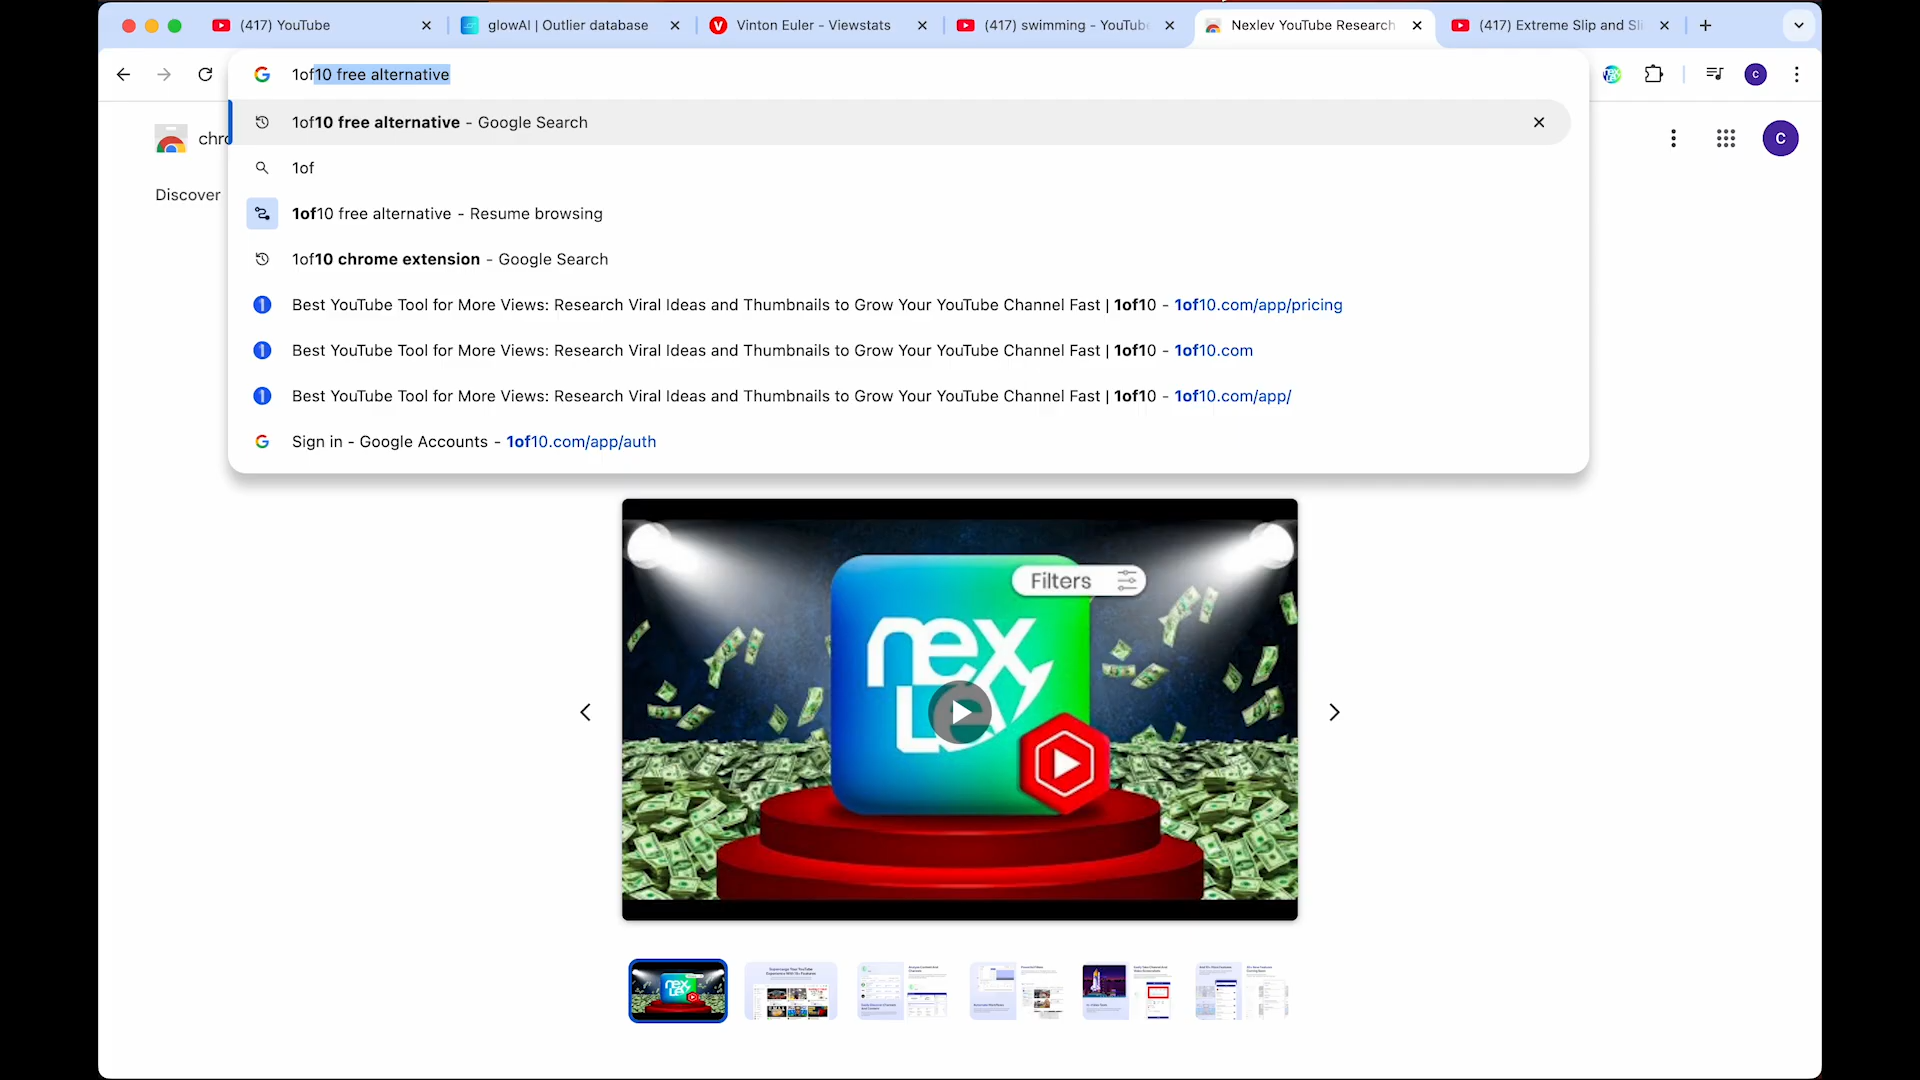 (417) YouTube
glowAI | Outlier database
Vinton Euler - Viewstats
(417) swimming - YouTube
Nexlev YouTube Research
(417) Extreme Slip and Sli
1of10 free alternative
1of10 free alternative - Google Search
1of
1of10 free alternative - Resume browsing
1of10 chrome extension - Google Search
Best YouTube Tool for More Views: Research Viral Ideas and Thumbnails to Grow Your YouTube Channel Fast | 1of10 - 1of10.com/app/pricing
Best YouTube Tool for More Views: Research Viral Ideas and Thumbnails to Grow Your YouTube Channel Fast | 1of10 - 1of10.com
Best YouTube Tool for More Views: Research Viral Ideas and Thumbnails to Grow Your YouTube Channel Fast | 1of10 - 1of10.com/app/
Sign in - Google Accounts - 1of10.com/app/auth
chro
C
C
Discover
Filters
nex
Lev